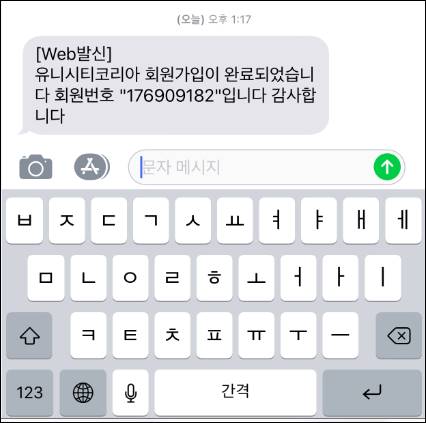 (오늘) 오후 1:17
[Web발신]
유니시티코리아 회원가입이 완료되었습니
다 회원번호 "176909182"입니다 감사합
니다
문자 메시지
ㅂ ㅈ ㄷ ㄱ ㅅ ㅛ ㅕ ㅑ ㅐ ㅔ
ㅁ ㄴ ㅇ ㄹ ㅎ ㅗ ㅓ ㅏ ㅣ
ㅋ ㅌ ㅊ ㅍ ㅠ ㅜ ㅡ
123 간격